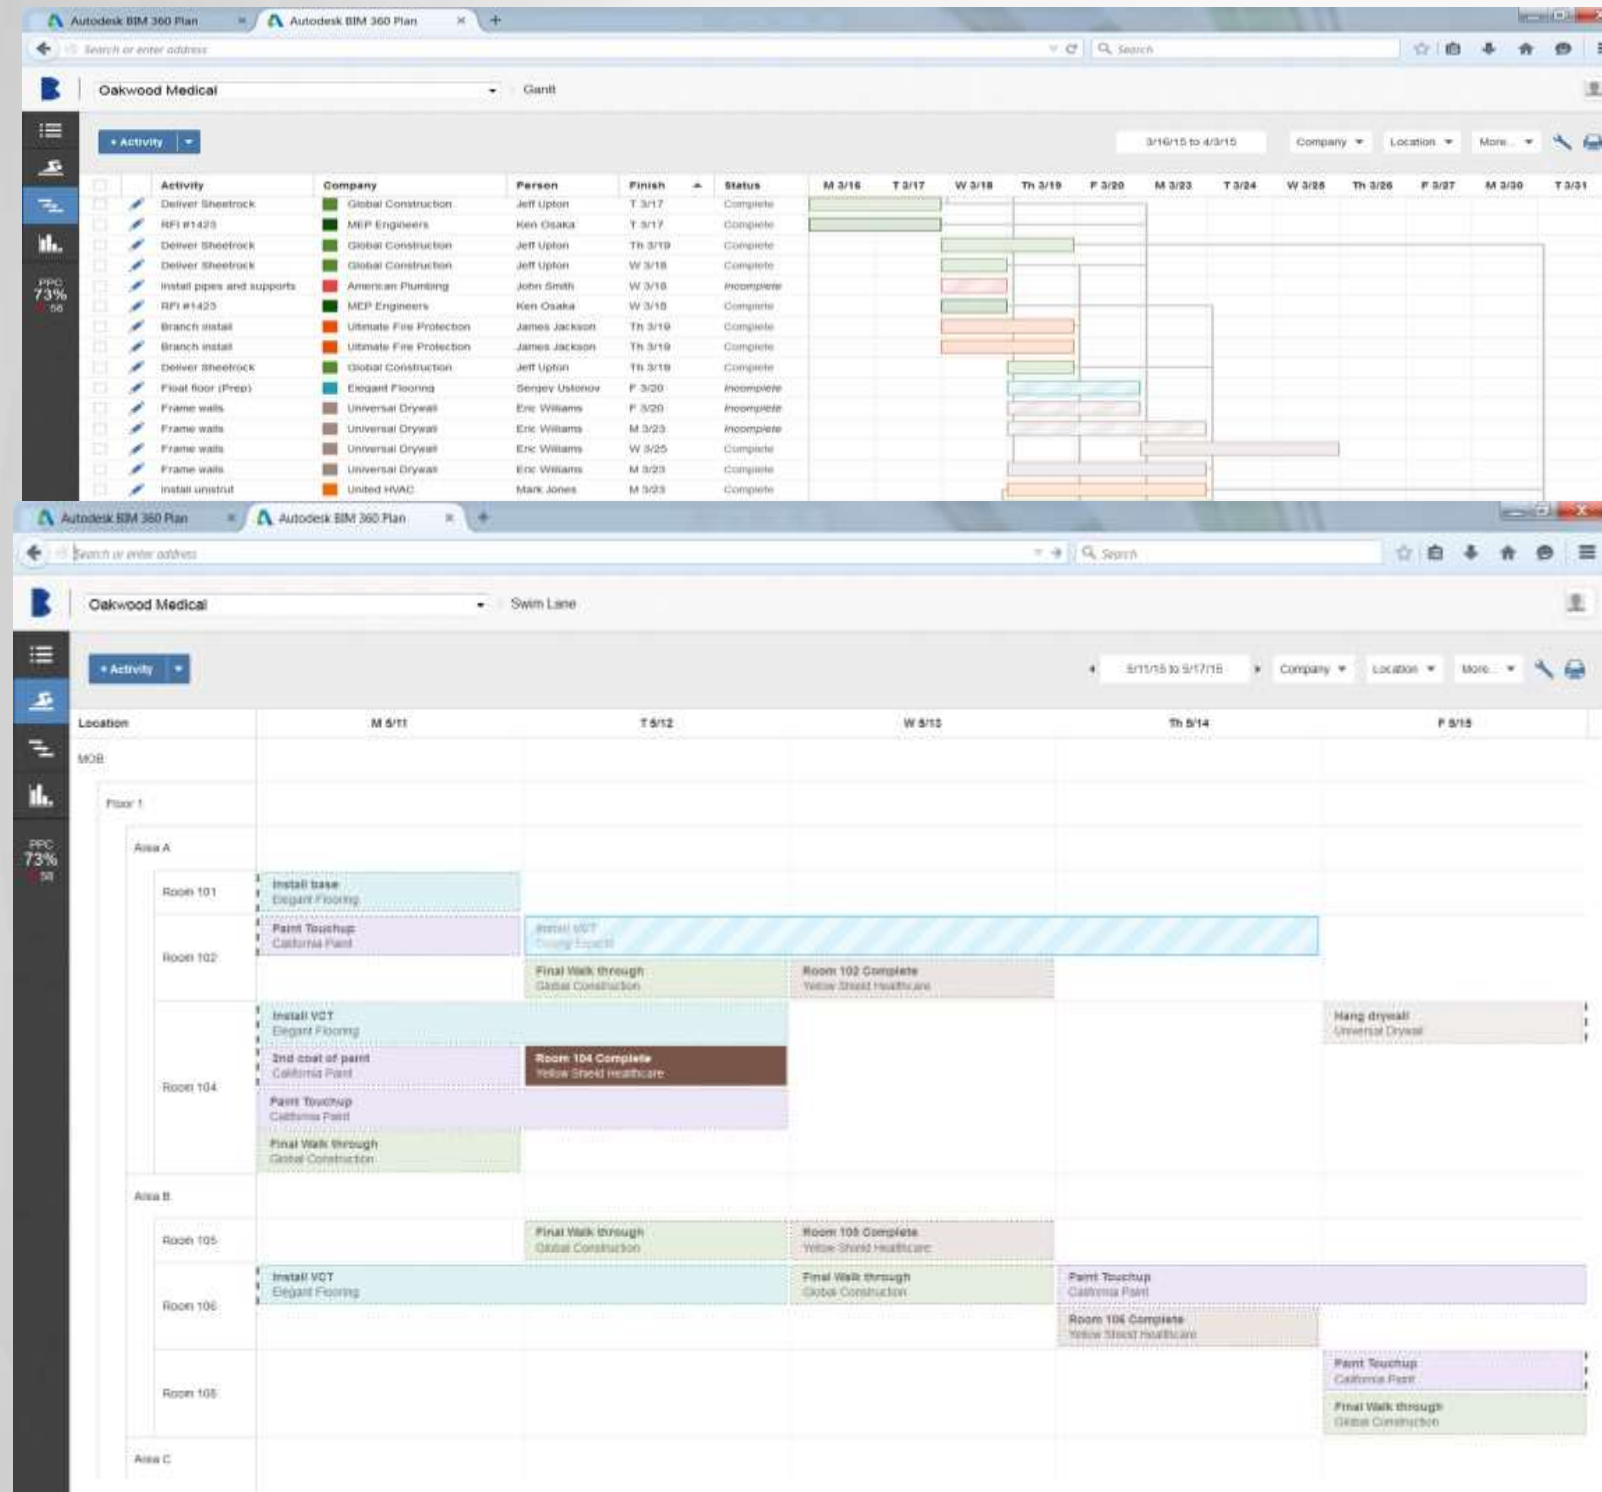 Autodesk BIM 360 Plan Autodesk BIM 360 Plan
Search or enter address Search
Oakwood Medical Gantt
+ Activity 3/16/15 to 4/3/15 Company Location More...
Activity Company Person Finish Status M 3/16 T 3/17 W 3/18 Th 3/19 F 3/20 M 3/23 T 3/24 W 3/25 Th 3/26 F 3/27 M 3/30 T 3/31
Deliver Sheetrock Global Construction Jeff Upton T 3/17 Complete
RFI #1423 MEP Engineers Ken Osaka T 3/17 Complete
Deliver Sheetrock Global Construction Jeff Upton Th 3/19 Complete
Deliver Sheetrock Global Construction Jeff Upton W 3/18 Complete
Install pipes and supports American Plumbing John Smith W 3/18 Incomplete
RFI #1423 MEP Engineers Ken Osaka W 3/18 Complete
Branch install Ultimate Fire Protection James Jackson Th 3/19 Complete
Branch install Ultimate Fire Protection James Jackson Th 3/19 Complete
Deliver Sheetrock Global Construction Jeff Upton Th 3/19 Complete
Float floor (Prep) Elegant Flooring Sergey Ustonov F 3/20 Incomplete
Frame walls Universal Drywall Eric Williams F 3/20 Incomplete
Frame walls Universal Drywall Eric Williams M 3/23 Incomplete
Frame walls Universal Drywall Eric Williams W 3/25 Complete
Frame walls Universal Drywall Eric Williams M 3/23 Complete
Install unistrut United HVAC Mark Jones M 3/23 Complete
PPC
73%
Autodesk BIM 360 Plan Autodesk BIM 360 Plan
Search or enter address Search
Oakwood Medical Swim Lane
+ Activity 5/11/15 to 5/17/15 Company Location More...
Location M 5/11 T 5/12 W 5/13 Th 5/14 F 5/15
MOB
Floor 1
Area A
PPC
73%
Room 101 Install base
Elegant Flooring
Room 102 Paint Touchup Install VCT
California Paint
Final Walk through Room 102 Complete
Global Construction Yellow Shield Healthcare
Room 104 Install VCT Hang drywall
Elegant Flooring Universal Drywall
2nd coat of paint Room 104 Complete
California Paint Yellow Shield Healthcare
Paint Touchup
California Paint
Final Walk through
Global Construction
Area B
Room 105 Final Walk through Room 105 Complete
Global Construction Yellow Shield Healthcare
Room 106 Install VCT Final Walk through Paint Touchup
Elegant Flooring Global Construction California Paint
Room 106 Complete
Yellow Shield Healthcare
Room Paint Touchup
California Paint
Final Walk through
Global Construction
Area C